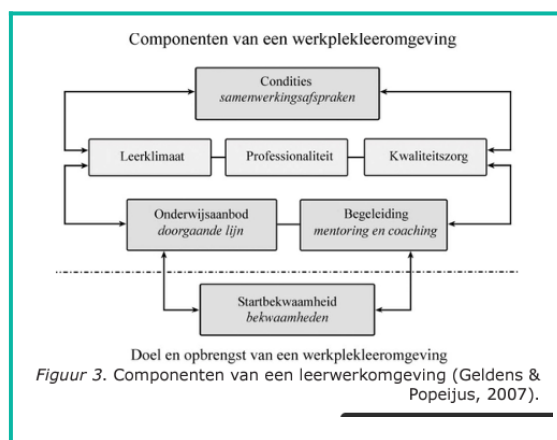 Componenten van een werkplekleeromgeving
Condities
samenwerkingsafspraken
Leerklimaat
Professionaliteit
Kwaliteitszorg
Onderwijsaanbod
doorgaande lijn
Begeleiding
mentoring en coaching
Startbekwaamheid
bekwaamheden
Doel en opbrengst van een werkplekleeromgeving
Figuur 3. Componenten van een leerwerkomgeving (Geldens &
Popeijus, 2007).